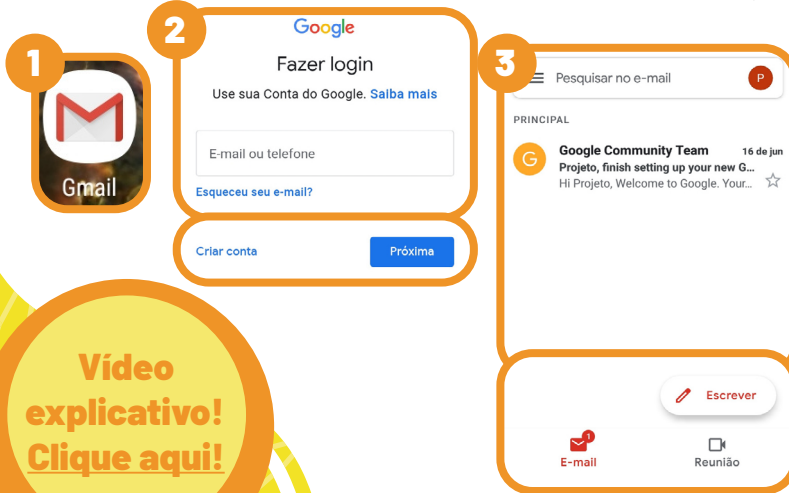 1
Gmail
2
Google
Fazer login
Use sua Conta do Google. Saiba mais
E-mail ou telefone
Esqueceu seu e-mail?
Criar conta
Próxima
3
Pesquisar no e-mail
P
PRINCIPAL
G
Google Community Team 16 de jun
Projeto, finish setting up your new G...
Hi Projeto, Welcome to Google. Your...
Escrever
1
E-mail
Reunião
Vídeo
explicativo!
Clique aqui!